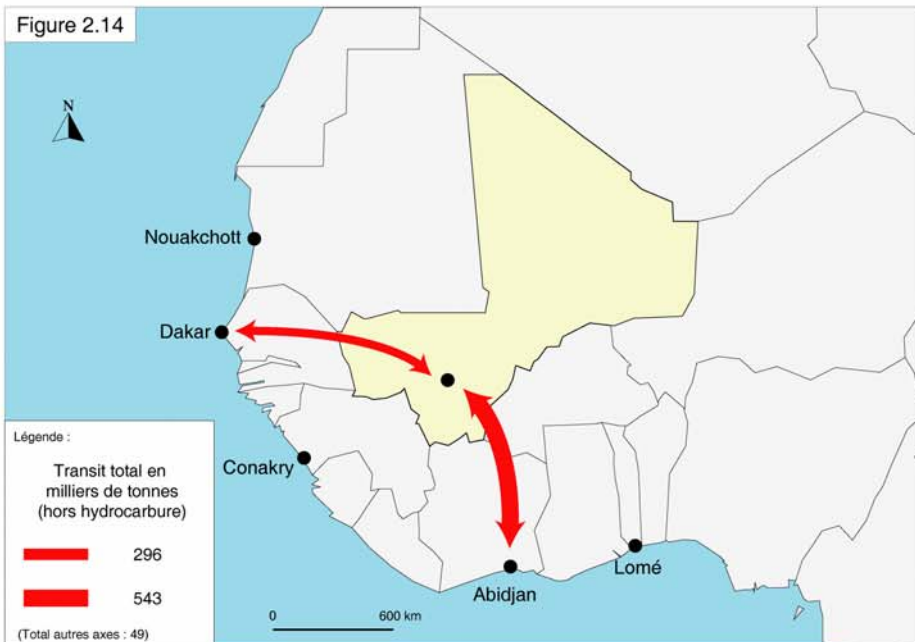 Figure 2.14
N
Nouakchott
Dakar
Conakry
Abidjan
Lomé
0
600 km
Légende :
Transit total en
milliers de tonnes
(hors hydrocarbure)
296
543
(Total autres axes : 49)